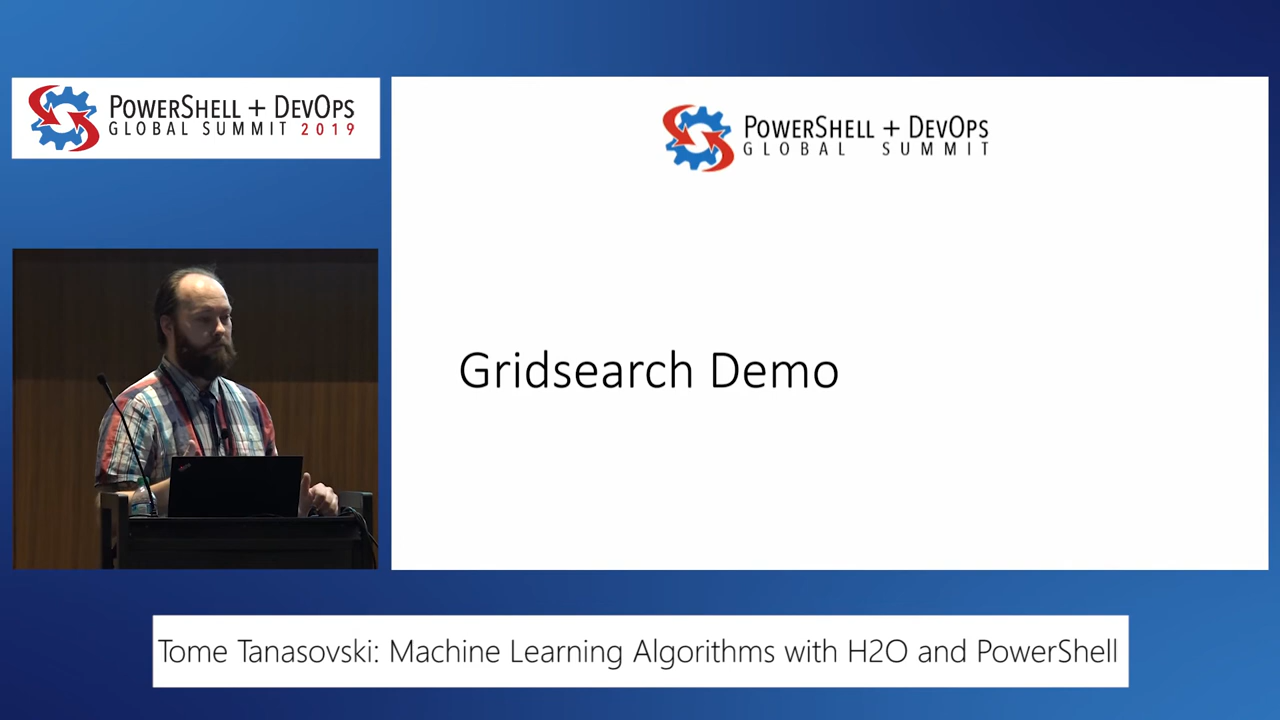 POWERSHELL + DEVOPS
GLOBAL SUMMIT 2019
POWERSHELL + DEVOPS
GLOBAL SUMMIT
Gridsearch Demo
Tome Tanasovski: Machine Learning Algorithms with H2O and PowerShell